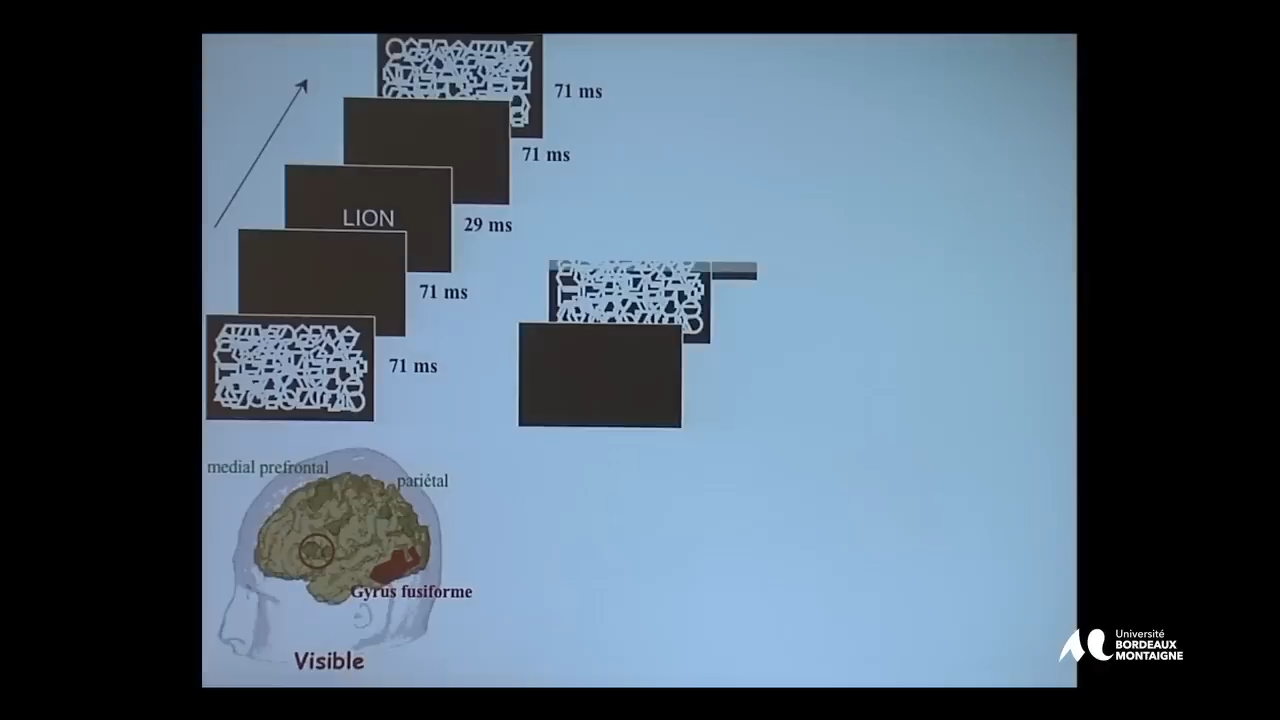 71 ms
71 ms
LION
29 ms
71 ms
71 ms
medial prefrontal
pariétal
Gyrus fusiforme
Visible
Université
BORDEAUX
MONTAIGNE